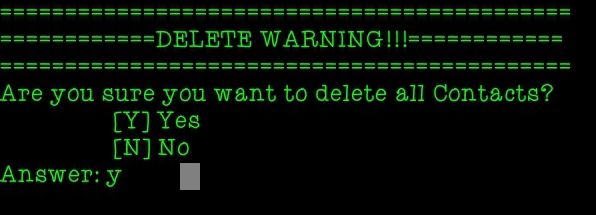 ============================================
============DELETE WARNING!!!============
============================================
Are you sure you want to delete all Contacts?
[Y] Yes
[N] No
Answer: y